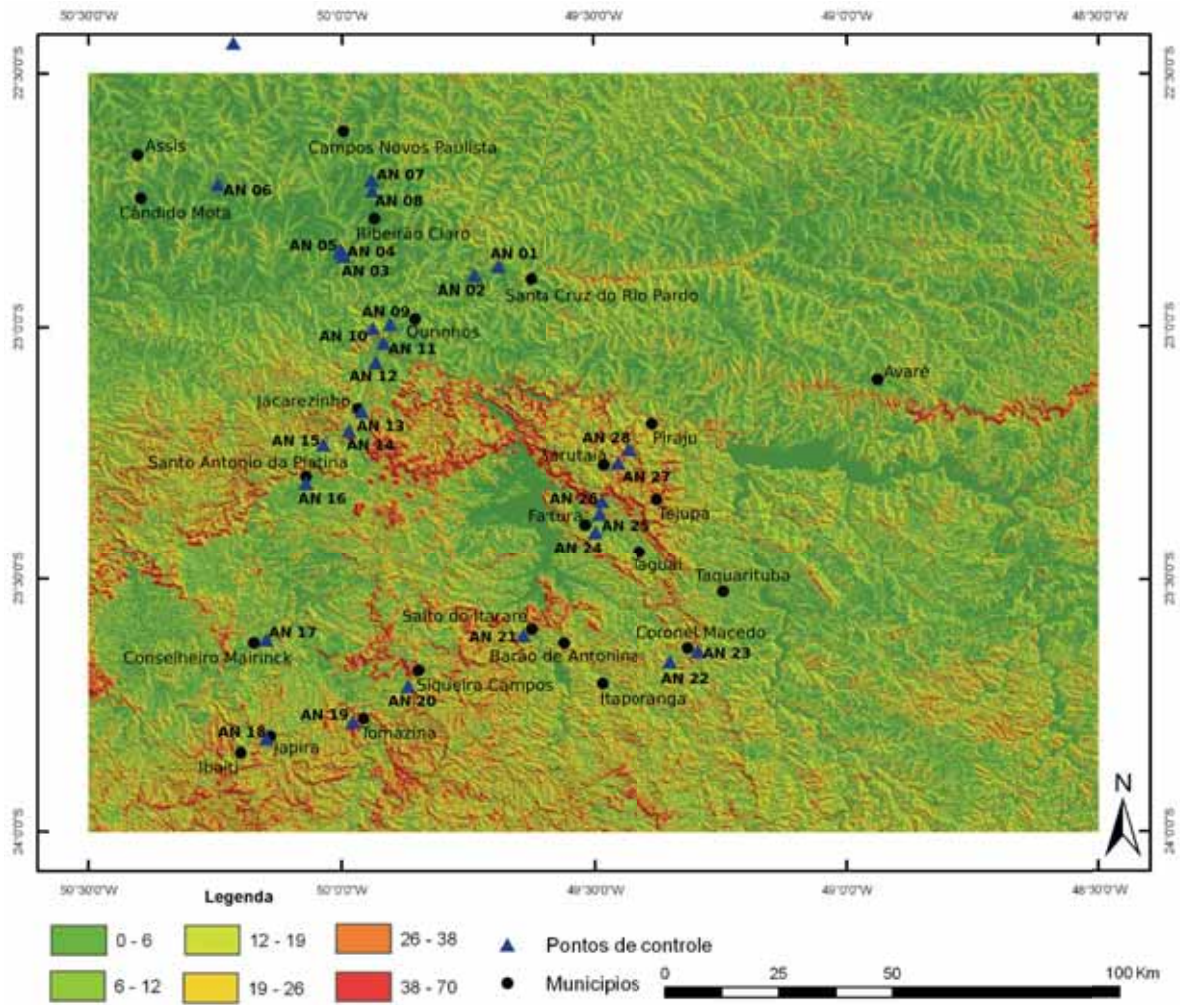 50°30'0"W 50°0'0"W 49°30'0"W 49°0'0"W 48°30'0"W
22°30'0"S 22°30'0"S
Assis
Campos Novos Paulista
AN 07
AN 06
AN 08
Cândido Mota
Ribeirão Claro
AN 05 AN 04 AN 01
AN 03
AN 02 Santa Cruz do Rio Pardo
AN 09
23°0'0"S 23°0'0"S
AN 10 Ourinhos
AN 11
AN 12
Avaré
Jacarezinho
AN 13
AN 15 AN 14 AN 28 Piraju
Sarutaiá
Santo Antonio da Platina AN 27
AN 16 AN 26
Fartura AN 25 Tejupa
AN 24
Taguaí
23°30'0"S 23°30'0"S
Taquarituba
Salto do Itararé
AN 17 AN 21 Coronel Macedo
Conselheiro Mairinck Barão de Antonina AN 23
AN 22
Siqueira Campos Itaporanga
AN 20
AN 19
AN 18 Tomazina
Japira
Ibaiti
N
24°0'0"S 24°0'0"S
50°30'0"W 50°0'0"W 49°30'0"W 49°0'0"W 48°30'0"W
Legenda
0 - 6 12 - 19 26 - 38 Pontos de controle
6 - 12 19 - 26 38 - 70 Municipios
0 25 50 100 Km